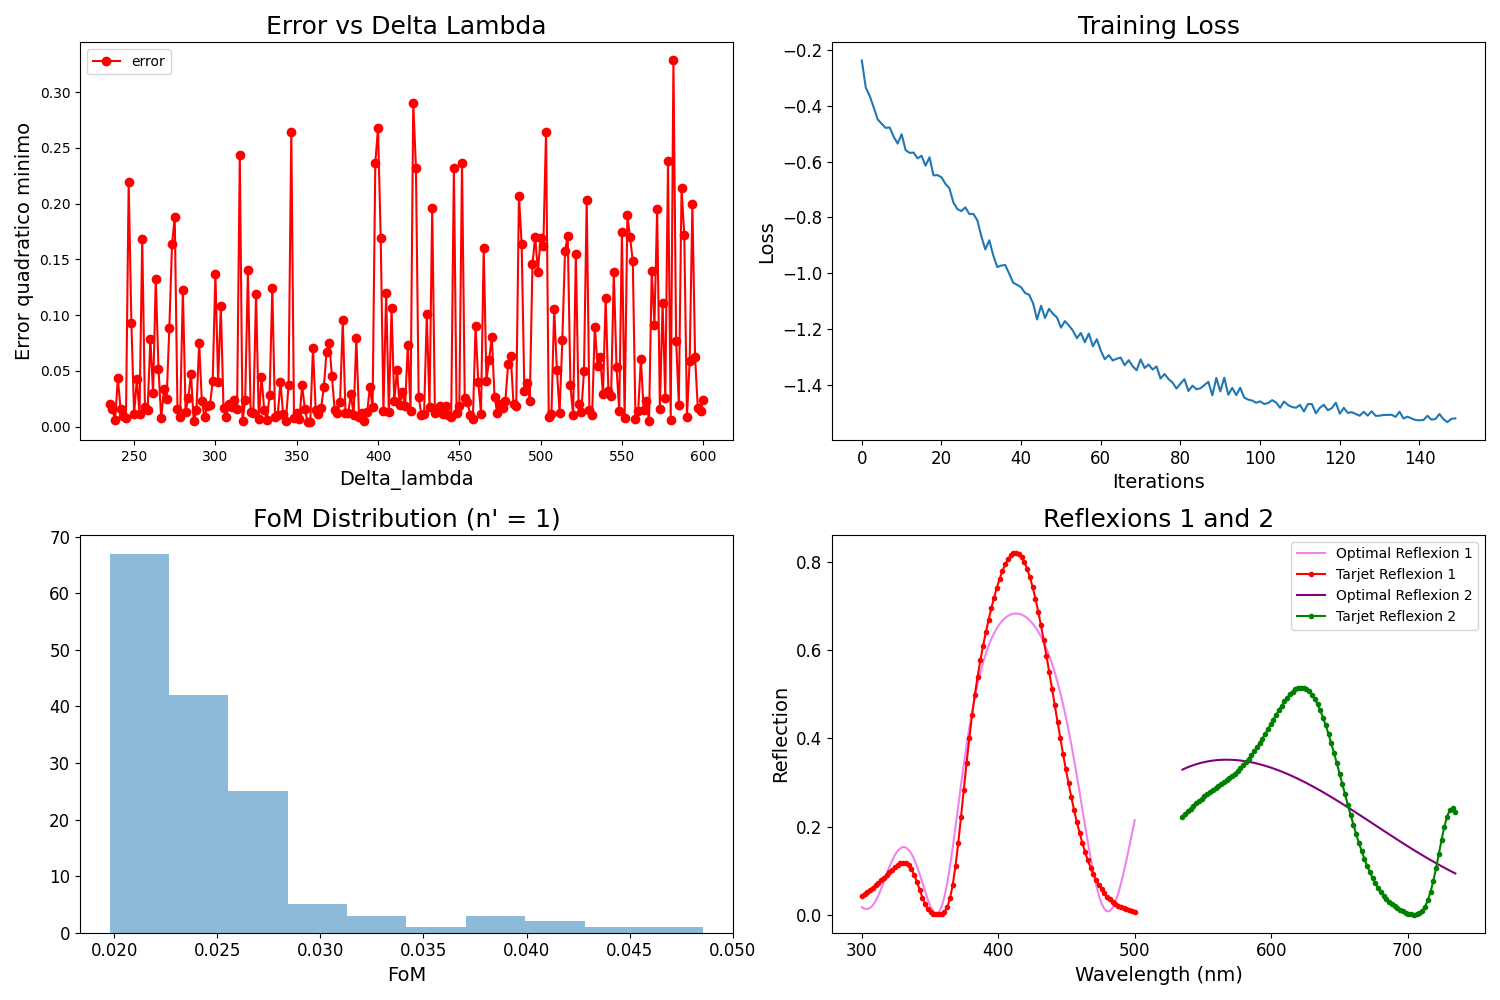 Error vs Delta Lambda
error
Error quadratico minimo
0.30
0.25
0.20
0.15
0.10
0.05
0.00
250 300 350 400 450 500 550 600
Delta_lambda
Training Loss
Loss
−0.2
−0.4
−0.6
−0.8
−1.0
−1.2
−1.4
0 20 40 60 80 100 120 140
Iterations
FoM Distribution (n' = 1)
70
60
50
40
30
20
10
0
0.020 0.025 0.030 0.035 0.040 0.045 0.050
FoM
Reflexions 1 and 2
Optimal Reflexion 1
Tarjet Reflexion 1
Optimal Reflexion 2
Tarjet Reflexion 2
Reflection
0.8
0.6
0.4
0.2
0.0
300 400 500 600 700
Wavelength (nm)